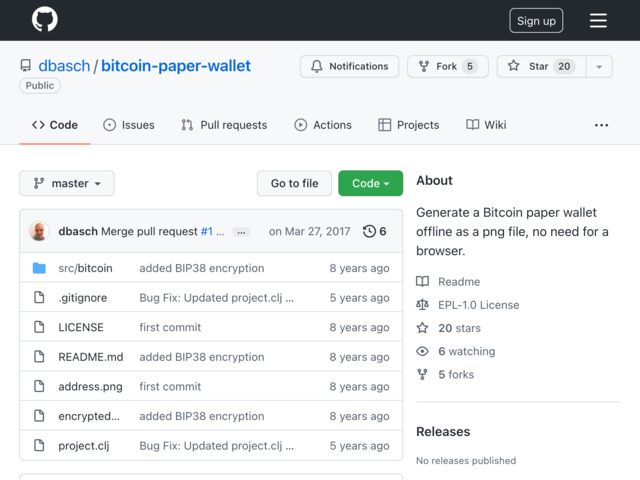 Sign up
dbasch / bitcoin-paper-wallet
Public
Notifications
Fork 5
Star 20
Code
Issues
Pull requests
Actions
Projects
Wiki
master
Go to file
Code
dbasch Merge pull request #1 ... ... on Mar 27, 2017 6
src/bitcoin added BIP38 encryption 8 years ago
.gitignore Bug Fix: Updated project.clj ... 5 years ago
LICENSE first commit 8 years ago
README.md added BIP38 encryption 8 years ago
address.png first commit 8 years ago
encrypted... added BIP38 encryption 8 years ago
project.clj Bug Fix: Updated project.clj ... 5 years ago
About
Generate a Bitcoin paper wallet
offline as a png file, no need for a
browser.
Readme
EPL-1.0 License
20 stars
6 watching
5 forks
Releases
No releases published